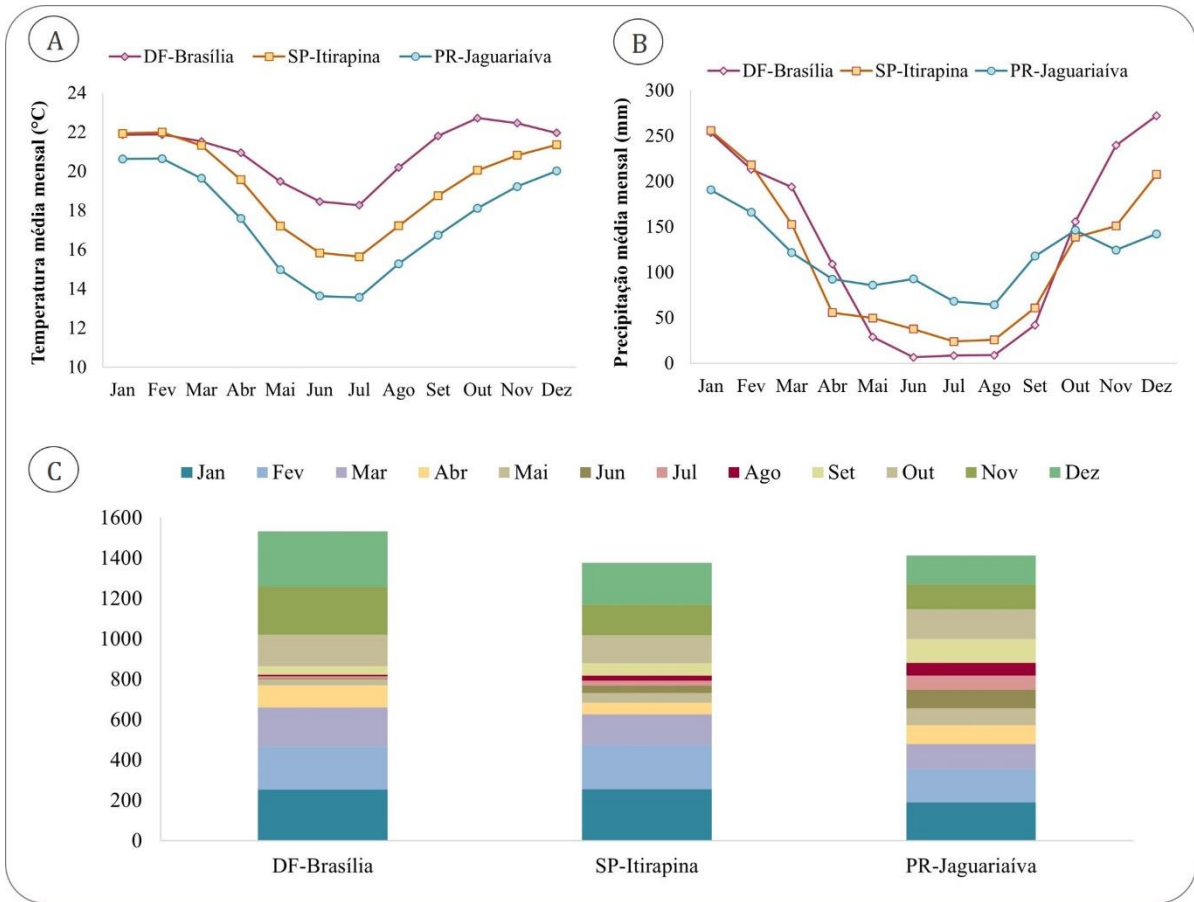 A
DF-Brasília SP-Itirapina PR-Jaguariaíva
Temperatura média mensal (°C)
24
22
20
18
16
14
12
10
Jan Fev Mar Abr Mai Jun Jul Ago Set Out Nov Dez
B
DF-Brasília SP-Itirapina PR-Jaguariaíva
Precipitação média mensal (mm)
300
250
200
150
100
50
0
Jan Fev Mar Abr Mai Jun Jul Ago Set Out Nov Dez
C
Jan Fev Mar Abr Mai Jun Jul Ago Set Out Nov Dez
1600
1400
1200
1000
800
600
400
200
0
DF-Brasília SP-Itirapina PR-Jaguariaíva